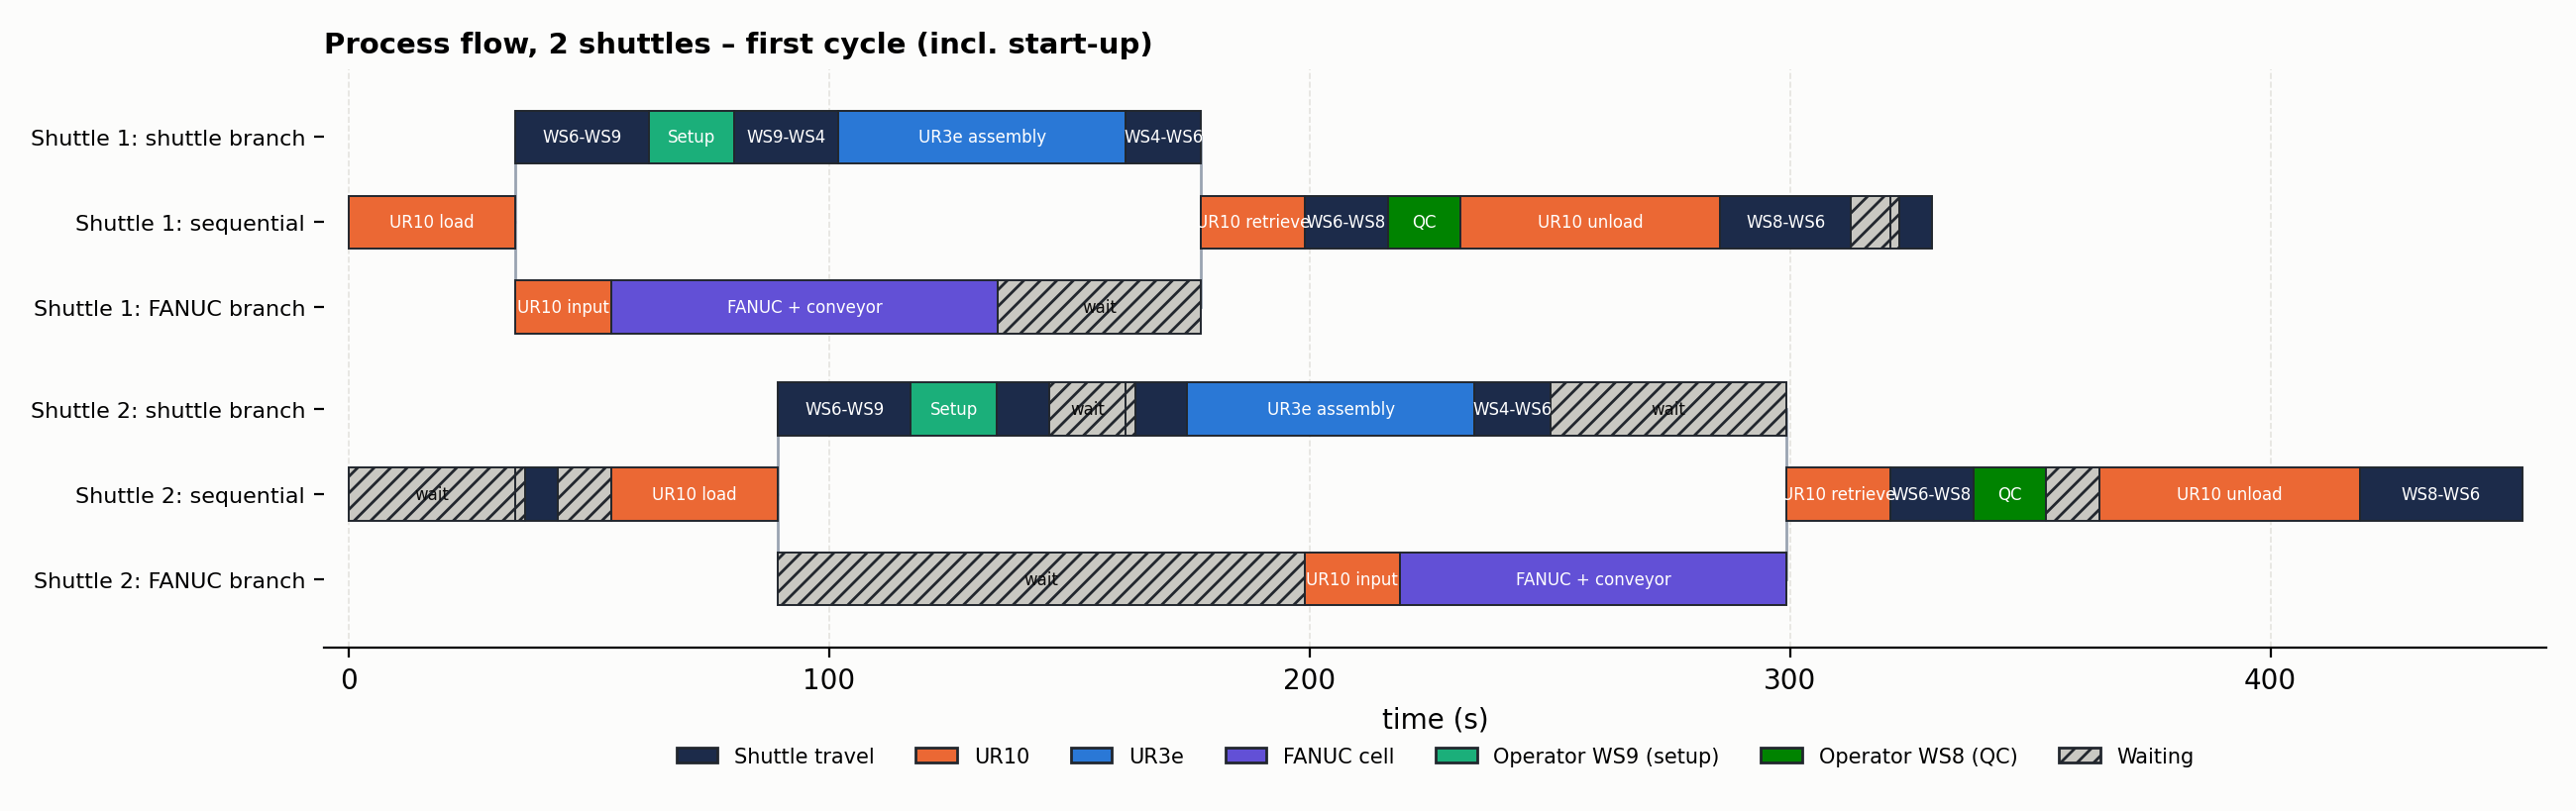 Process flow, 2 shuttles – first cycle (incl. start-up)
Shuttle 1: shuttle branch
WS6-WS9
Setup
WS9-WS4
UR3e assembly
WS4-WS6
Shuttle 1: sequential
UR10 load
UR10 retrieve
WS6-WS8
QC
UR10 unload
WS8-WS6
Shuttle 1: FANUC branch
UR10 input
FANUC + conveyor
wait
Shuttle 2: shuttle branch
WS6-WS9
Setup
wait
UR3e assembly
WS4-WS6
wait
Shuttle 2: sequential
wait
UR10 load
UR10 retrieve
WS6-WS8
QC
UR10 unload
WS8-WS6
Shuttle 2: FANUC branch
wait
UR10 input
FANUC + conveyor
0 100 200 300 400
time (s)
Shuttle travel UR10 UR3e FANUC cell Operator WS9 (setup) Operator WS8 (QC) Waiting